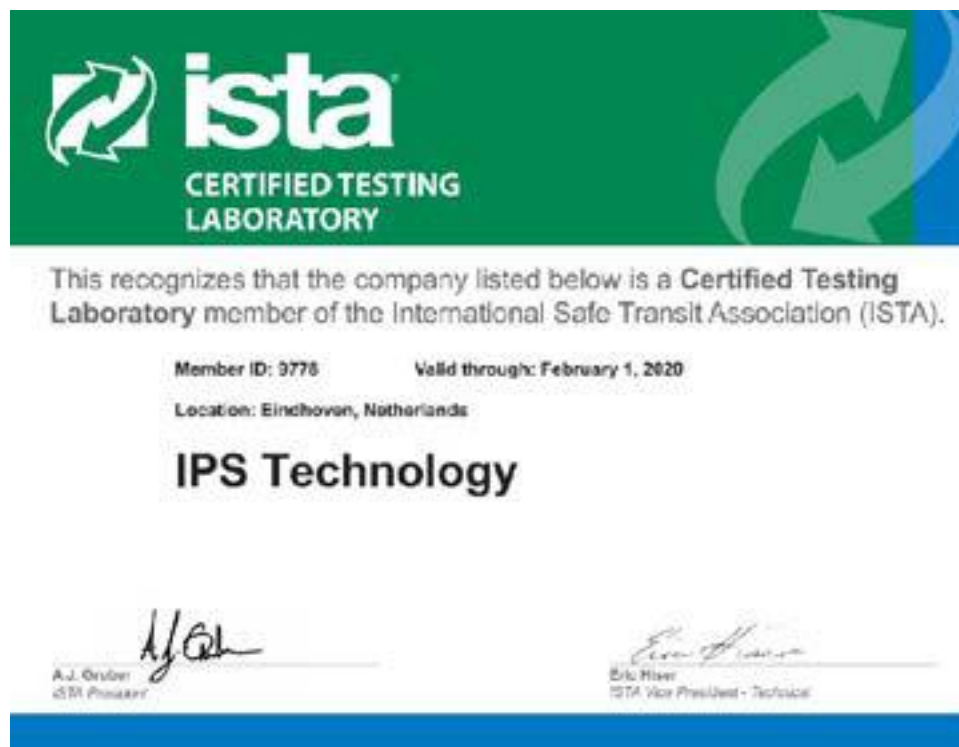 ista
CERTIFIED TESTING
LABORATORY
This recognizes that the company listed below is a Certified Testing
Laboratory member of the International Safe Transit Association (ISTA).
Member ID: 9778 Valid through: February 1, 2020
Location: Eindhoven, Netherlands
IPS Technology
A.J. Gruber Eric Hiser
ISTA President ISTA Vice President - Technical